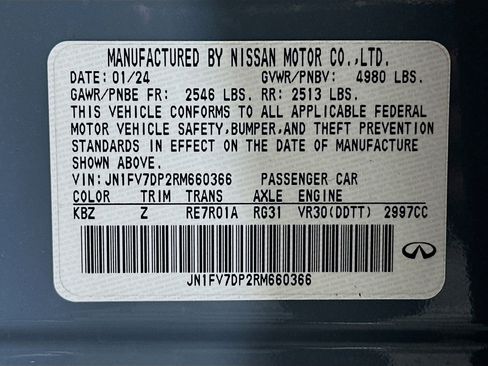 MANUFACTURED BY NISSAN MOTOR CO.,LTD.
DATE: 01/24 GVWR/PNBV: 4980 LBS.
GAWR/PNBE FR: 2546 LBS. RR: 2513 LBS.
THIS VEHICLE CONFORMS TO ALL APPLICABLE FEDERAL
MOTOR VEHICLE SAFETY,BUMPER,AND THEFT PREVENTION
STANDARDS IN EFFECT ON THE DATE OF MANUFACTURE
SHOWN ABOVE.
VIN:JN1FV7DP2RM660366 PASSENGER CAR
COLOR TRIM TRANS AXLE ENGINE
KBZ Z RE7R01A RG31 VR30(DDTT) 2997CC
JN1FV7DP2RM660366